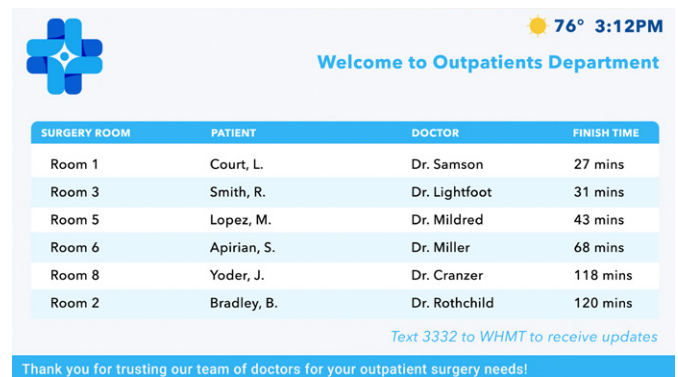 76° 3:12PM
Welcome to Outpatients Department
SURGERY ROOM PATIENT DOCTOR FINISH TIME
Room 1 Court, L. Dr. Samson 27 mins
Room 3 Smith, R. Dr. Lightfoot 31 mins
Room 5 Lopez, M. Dr. Mildred 43 mins
Room 6 Apirian, S. Dr. Miller 68 mins
Room 8 Yoder, J. Dr. Cranzer 118 mins
Room 2 Bradley, B. Dr. Rothchild 120 mins
Text 3332 to WHMT to receive updates
Thank you for trusting our team of doctors for your outpatient surgery needs!